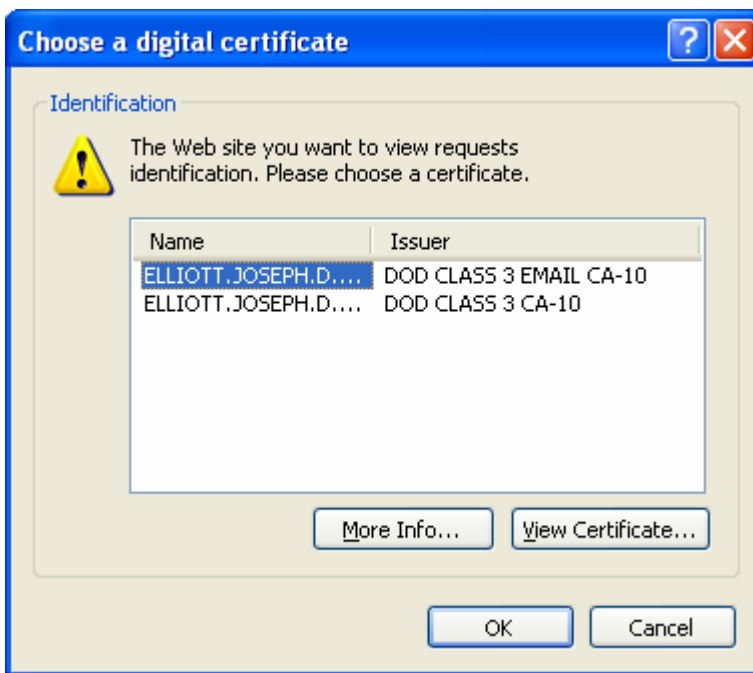 Choose a digital certificate
Identification
The Web site you want to view requests
identification. Please choose a certificate.
Name Issuer
ELLIOTT.JOSEPH.D.... DOD CLASS 3 EMAIL CA-10
ELLIOTT.JOSEPH.D.... DOD CLASS 3 CA-10
More Info... View Certificate...
OK Cancel